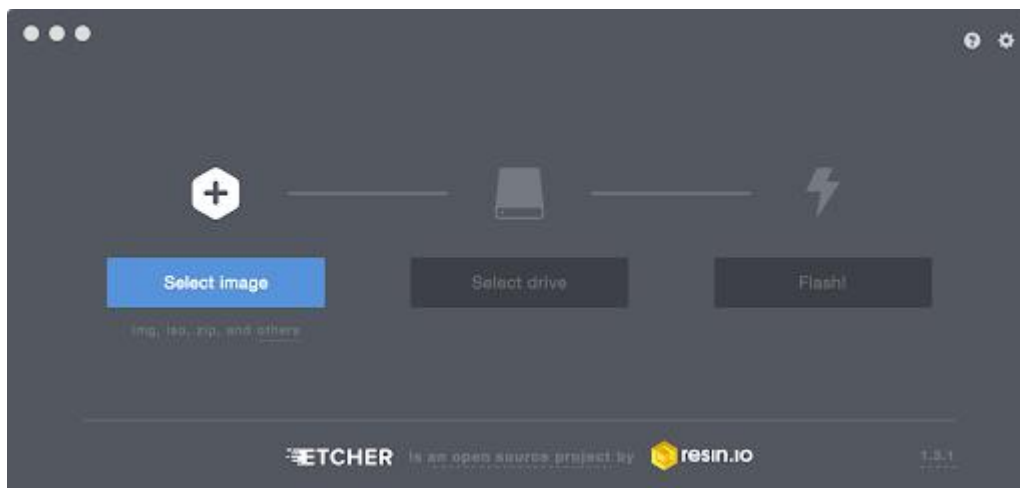 Select image
Select drive
Flash!
img, iso, zip, and others
ETCHER is an open source project by resin.io
1.3.1